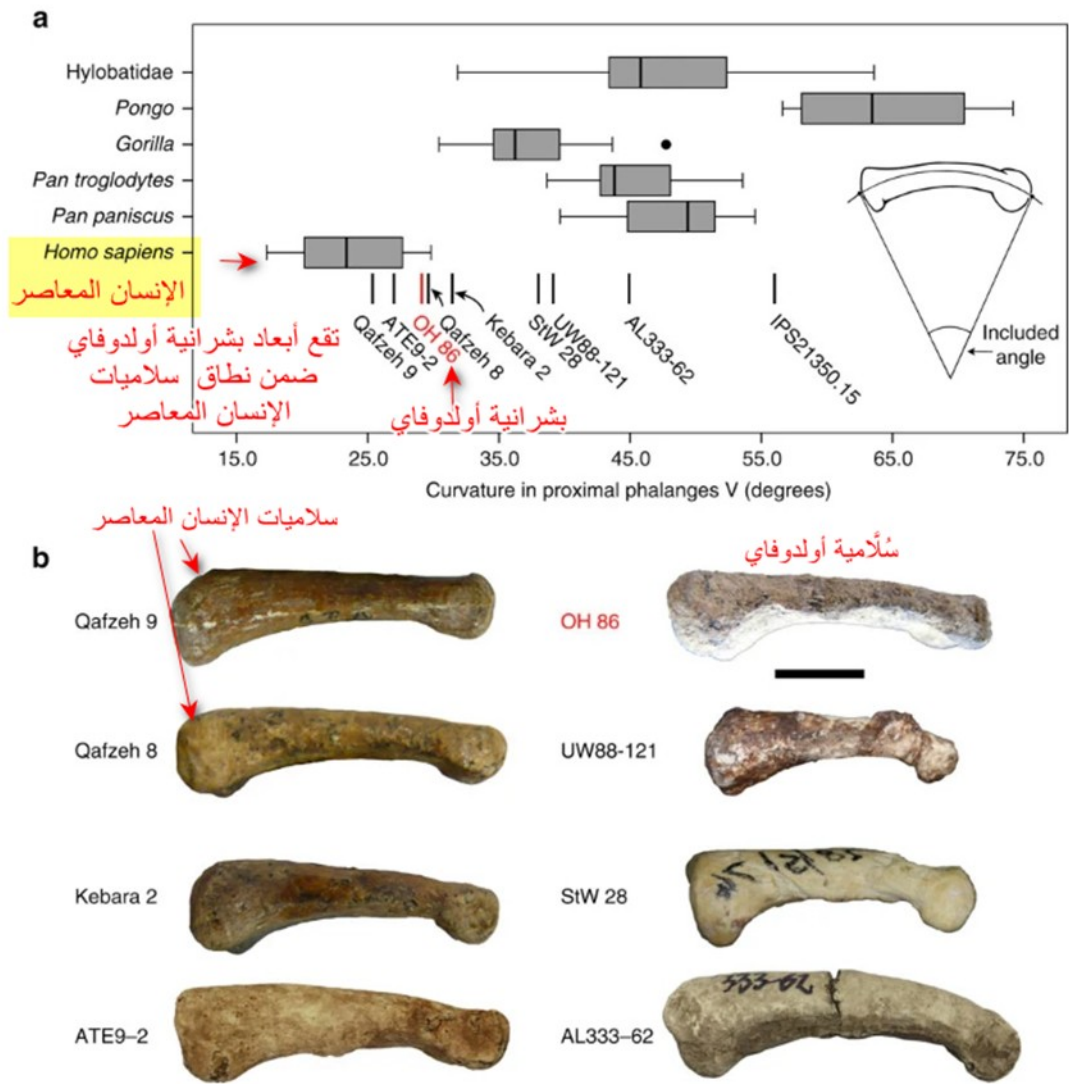 a
Hylobatidae
Pongo
Gorilla
Pan troglodytes
Pan paniscus
Homo sapiens
الإنسان المعاصر
تقع أبعاد بشرانية أولدوفاي
ضمن نطاق سلاميات
الإنسان المعاصر
Qafzeh 9
ATE9-2
OH 86
Qafzeh 8
Kebara 2
StW 28
UW88-121
AL333-62
IPS21350.15
بشرانية أولدوفاي
Included
angle
15.0 25.0 35.0 45.0 55.0 65.0 75.0
Curvature in proximal phalanges V (degrees)
سلاميات الإنسان المعاصر
b
سُلَّامية أولدوفاي
Qafzeh 9
OH 86
Qafzeh 8
UW88-121
Kebara 2
StW 28
ATE9–2
333-62
AL333–62